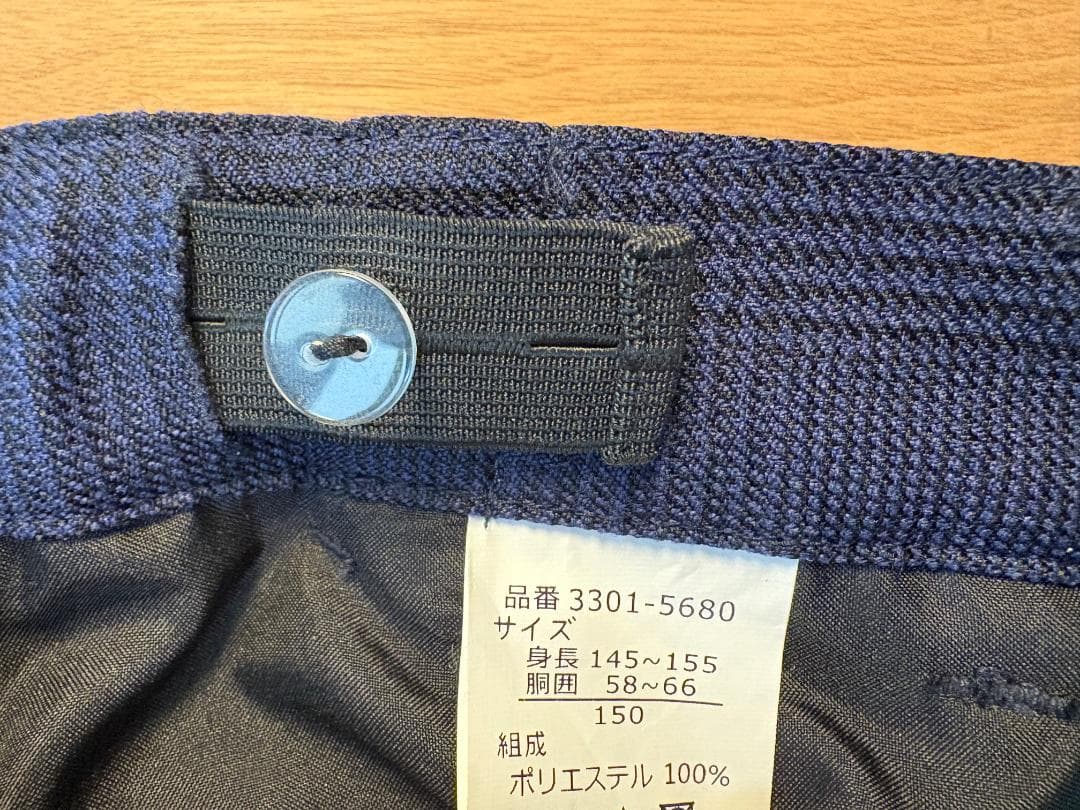 品番 3301-5680
サイズ
身長 145~155
胴囲 58~66
150
組成
ポリエステル 100%